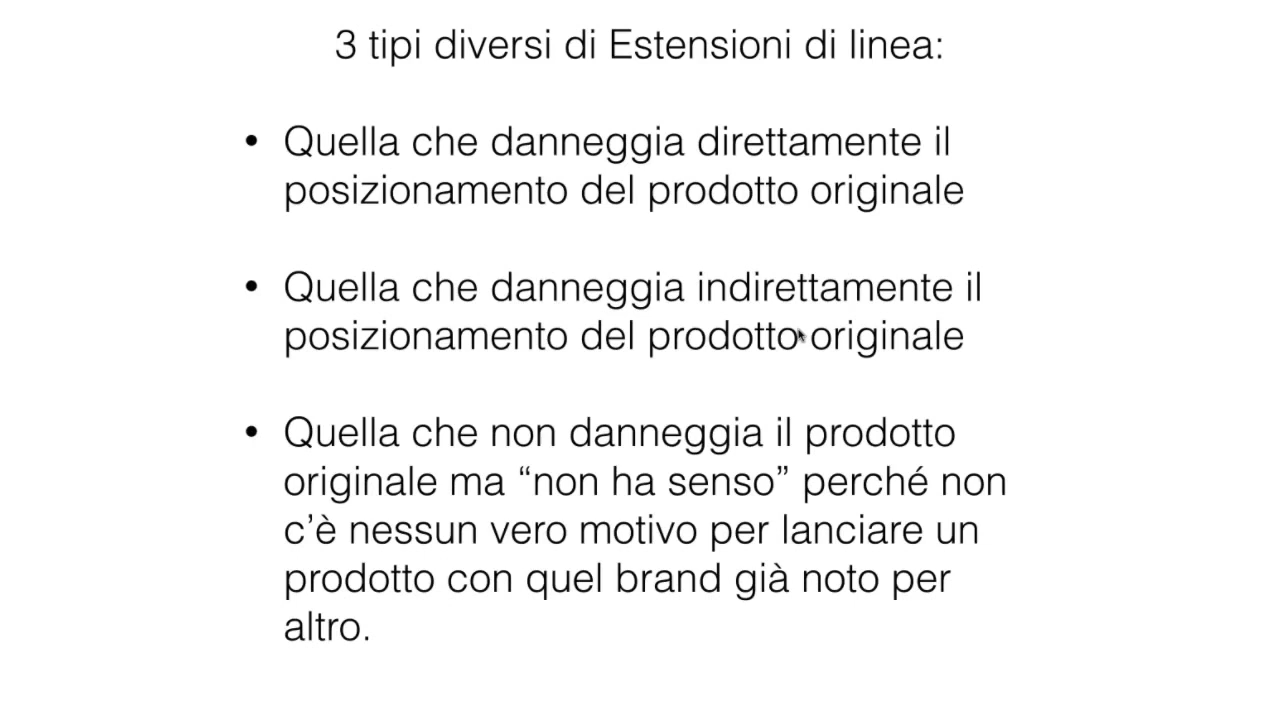 3 tipi diversi di Estensioni di linea:
• Quella che danneggia direttamente il
posizionamento del prodotto originale
• Quella che danneggia indirettamente il
posizionamento del prodotto originale
• Quella che non danneggia il prodotto
originale ma “non ha senso” perché non
c’è nessun vero motivo per lanciare un
prodotto con quel brand già noto per
altro.